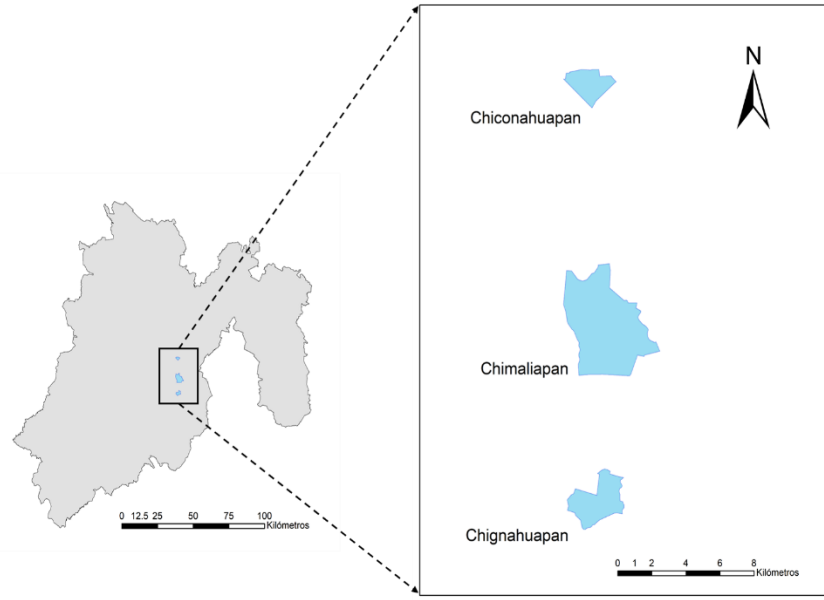 N
Chiconahuapan
Chimaliapan
Chignahuapan
0 12.5 25 50 75 100
Kilómetros
0 1 2 4 6 8
Kilómetros